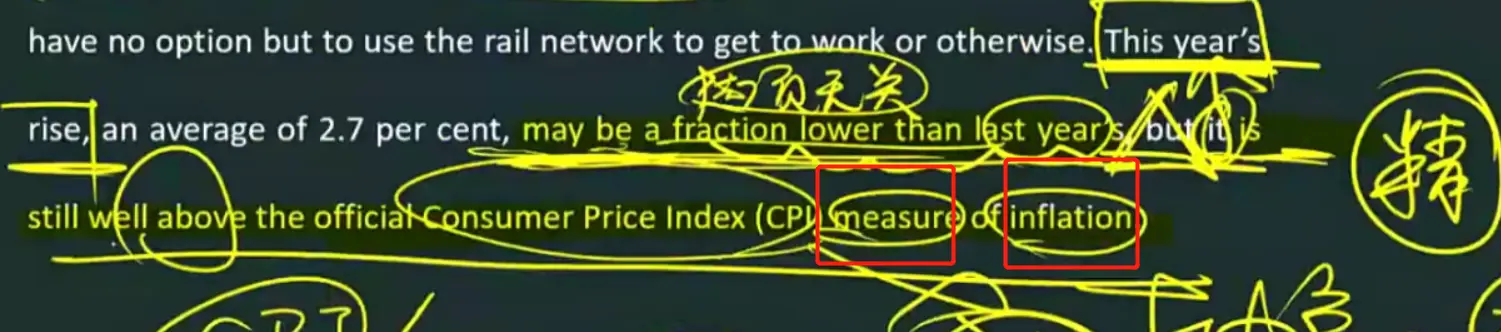 have no option but to use the rail network to get to work or otherwise. This year's
无关
rise, an average of 2.7 per cent, may be a fraction lower than last year's, but it is
精
still well above the official Consumer Price Index (CPI) measure of inflation